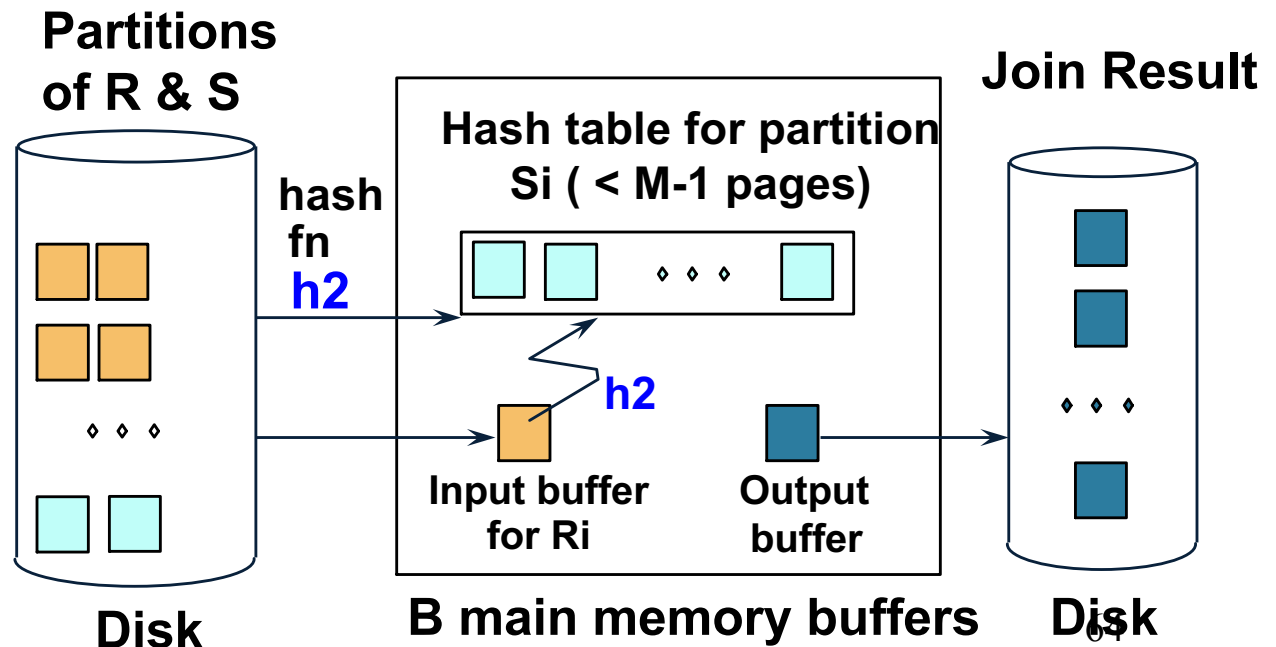 Partitions
of R & S
Join Result
Hash table for partition
Si ( < M-1 pages)
hash
fn
h2
h2
Input buffer
for Ri
Output
buffer
Disk
B main memory buffers
Disk
64